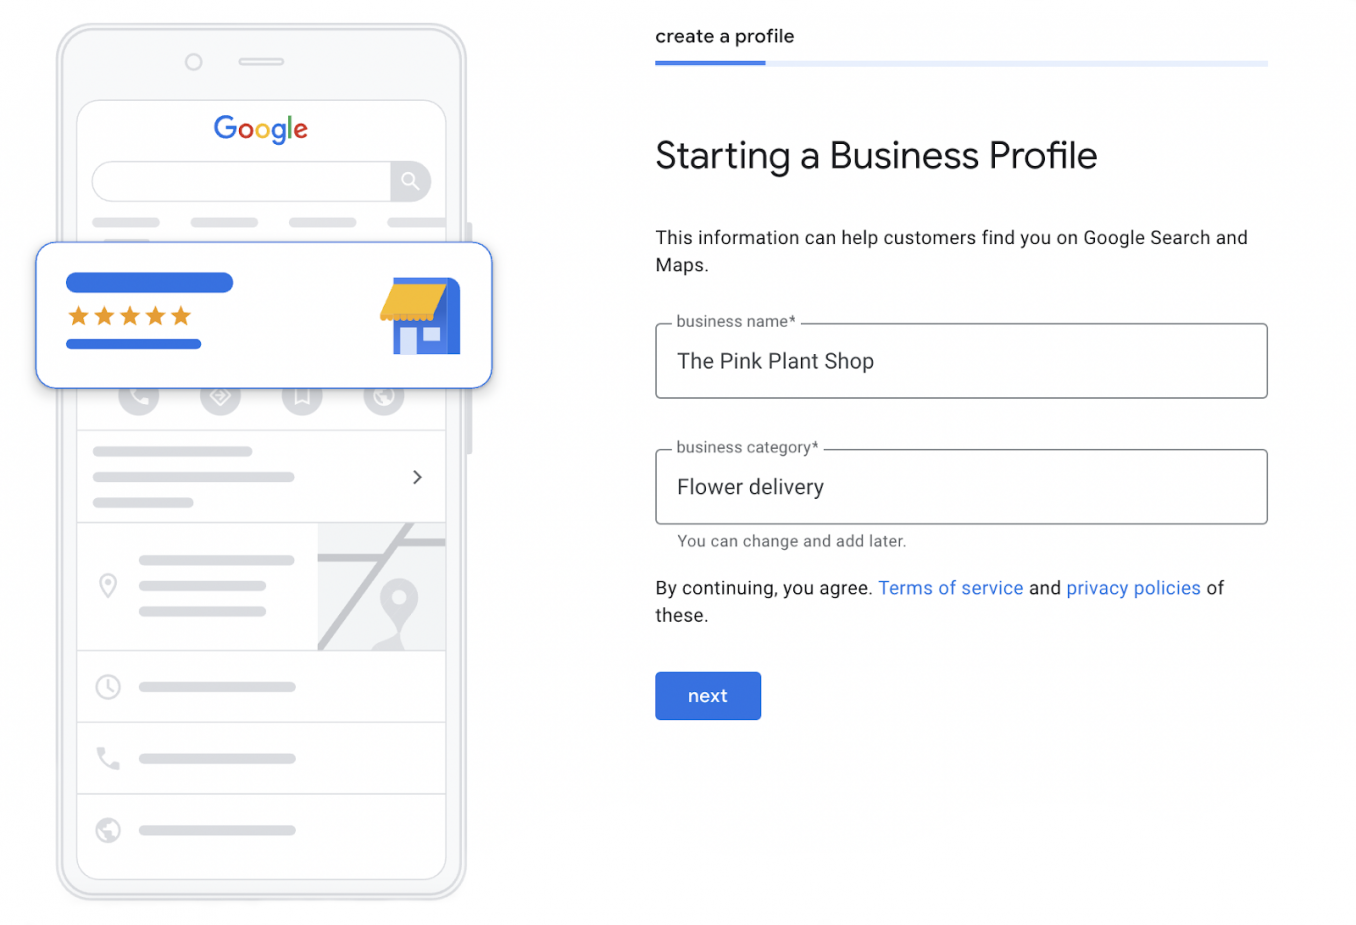 Google
create a profile
Starting a Business Profile
This information can help customers find you on Google Search and
Maps.
business name*
The Pink Plant Shop
business category*
Flower delivery
You can change and add later.
By continuing, you agree. Terms of service and privacy policies of
these.
next